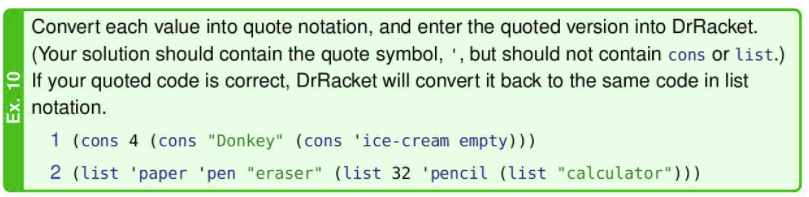 Ex. 10
Convert each value into quote notation, and enter the quoted version into DrRacket.
(Your solution should contain the quote symbol, ', but should not contain cons or list.)
If your quoted code is correct, DrRacket will convert it back to the same code in list
notation.
1 (cons 4 (cons "Donkey" (cons 'ice-cream empty)))
2 (list 'paper 'pen "eraser" (list 32 'pencil (list "calculator")))